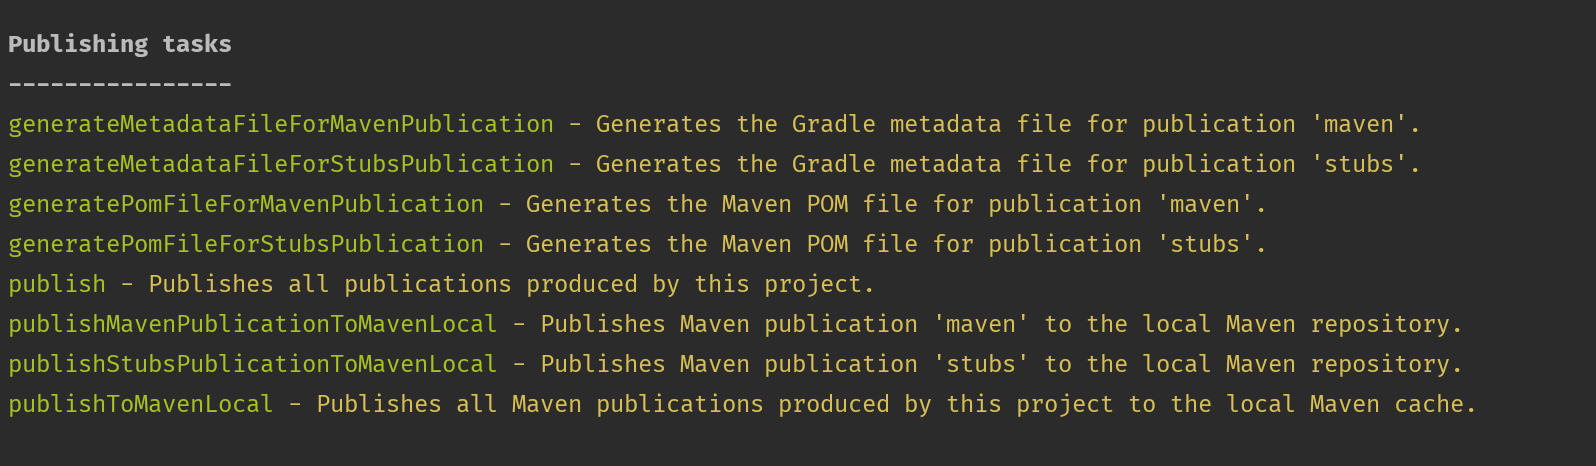 Publishing tasks
----------------
generateMetadataFileForMavenPublication - Generates the Gradle metadata file for publication 'maven'.
generateMetadataFileForStubsPublication - Generates the Gradle metadata file for publication 'stubs'.
generatePomFileForMavenPublication - Generates the Maven POM file for publication 'maven'.
generatePomFileForStubsPublication - Generates the Maven POM file for publication 'stubs'.
publish - Publishes all publications produced by this project.
publishMavenPublicationToMavenLocal - Publishes Maven publication 'maven' to the local Maven repository.
publishStubsPublicationToMavenLocal - Publishes Maven publication 'stubs' to the local Maven repository.
publishToMavenLocal - Publishes all Maven publications produced by this project to the local Maven cache.